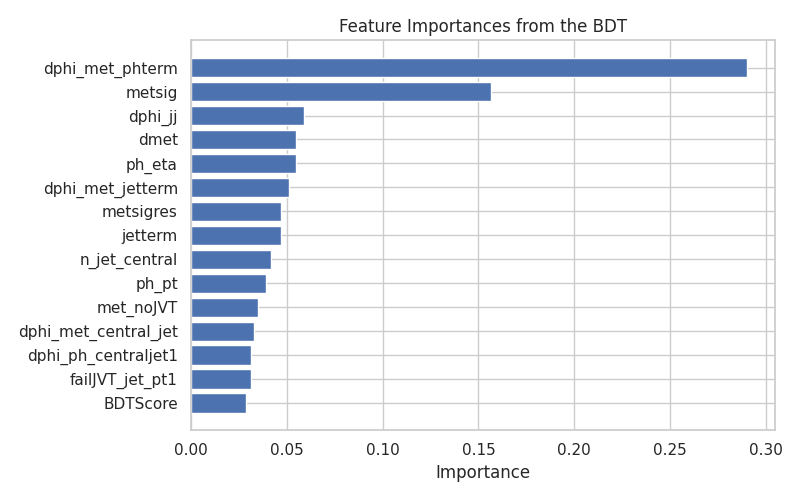 Feature Importances from the BDT
dphi_met_phterm
metsig
dphi_jj
dmet
ph_eta
dphi_met_jetterm
metsigres
jetterm
n_jet_central
ph_pt
met_noJVT
dphi_met_central_jet
dphi_ph_centraljet1
failJVT_jet_pt1
BDTScore
0.00 0.05 0.10 0.15 0.20 0.25 0.30
Importance